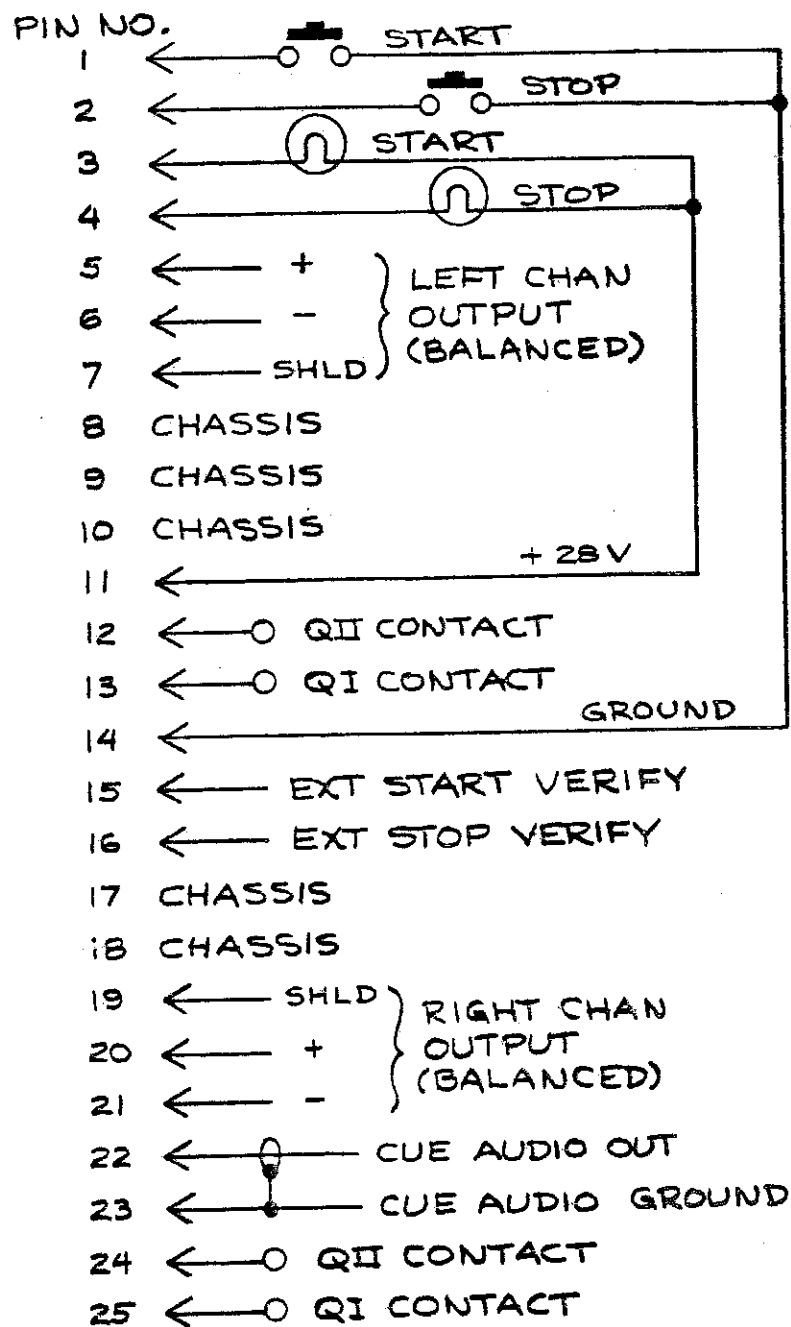 PIN NO.
1 START
2 STOP
3 START
4 STOP
5 +
6 -
7 SHLD
LEFT CHAN
OUTPUT
(BALANCED)
8 CHASSIS
9 CHASSIS
10 CHASSIS
11 + 28V
12 QII CONTACT
13 QI CONTACT
14 GROUND
15 EXT START VERIFY
16 EXT STOP VERIFY
17 CHASSIS
18 CHASSIS
19 SHLD
20 +
21 -
RIGHT CHAN
OUTPUT
(BALANCED)
22 CUE AUDIO OUT
23 CUE AUDIO GROUND
24 QII CONTACT
25 QI CONTACT